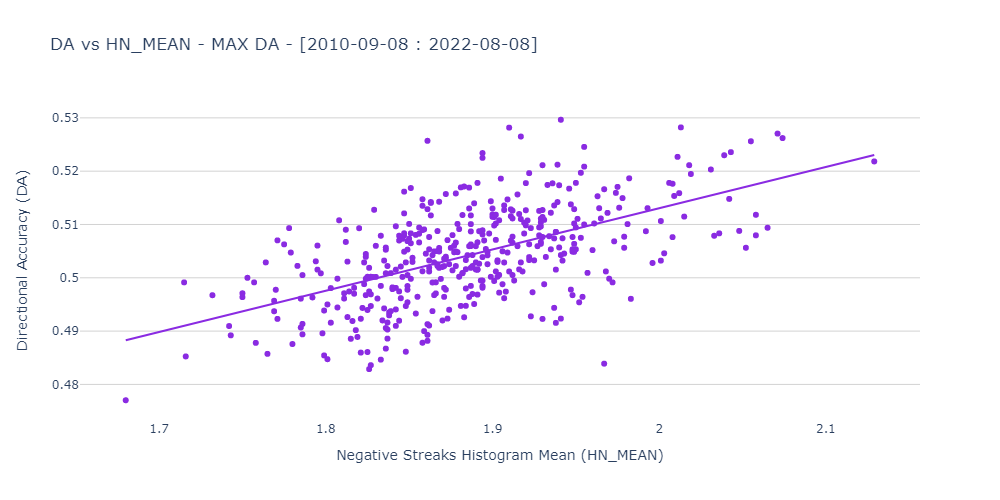 DA vs HN_MEAN - MAX DA - [2010-09-08 : 2022-08-08]
Directional Accuracy (DA)
0.53
0.52
0.51
0.5
0.49
0.48
1.7 1.8 1.9 2 2.1
Negative Streaks Histogram Mean (HN_MEAN)